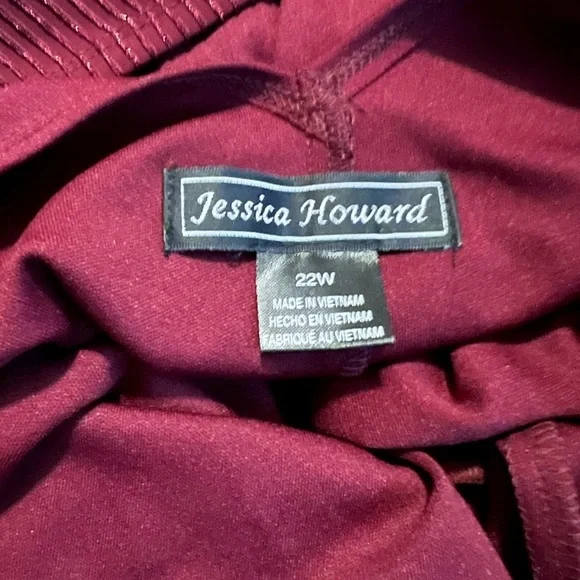 Jessica Howard
22W
MADE IN VIETNAM
HECHO EN VIETNAM
FABRIQUÉ AU VIETNAM